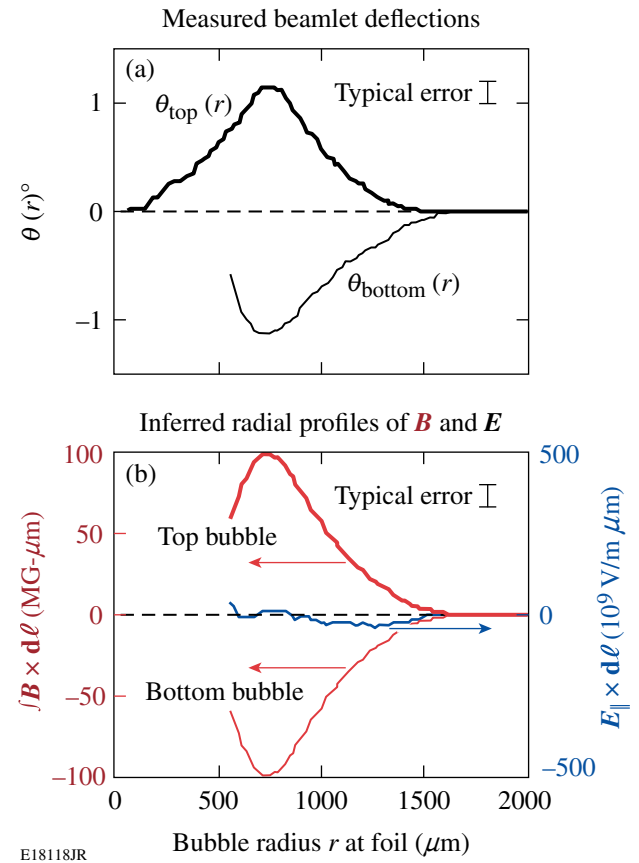 Measured beamlet deflections
(a)
Typical error
θtop (r)
1
0
−1
θ (r)°
θbottom (r)
Inferred radial profiles of B and E
(b)
Typical error
100
50
0
−50
−100
500
0
−500
Top bubble
Bottom bubble
∫B × dℓ (MG-μm)
E∥ × dℓ (10⁹ V/m μm)
0 500 1000 1500 2000
Bubble radius r at foil (μm)
E18118JR